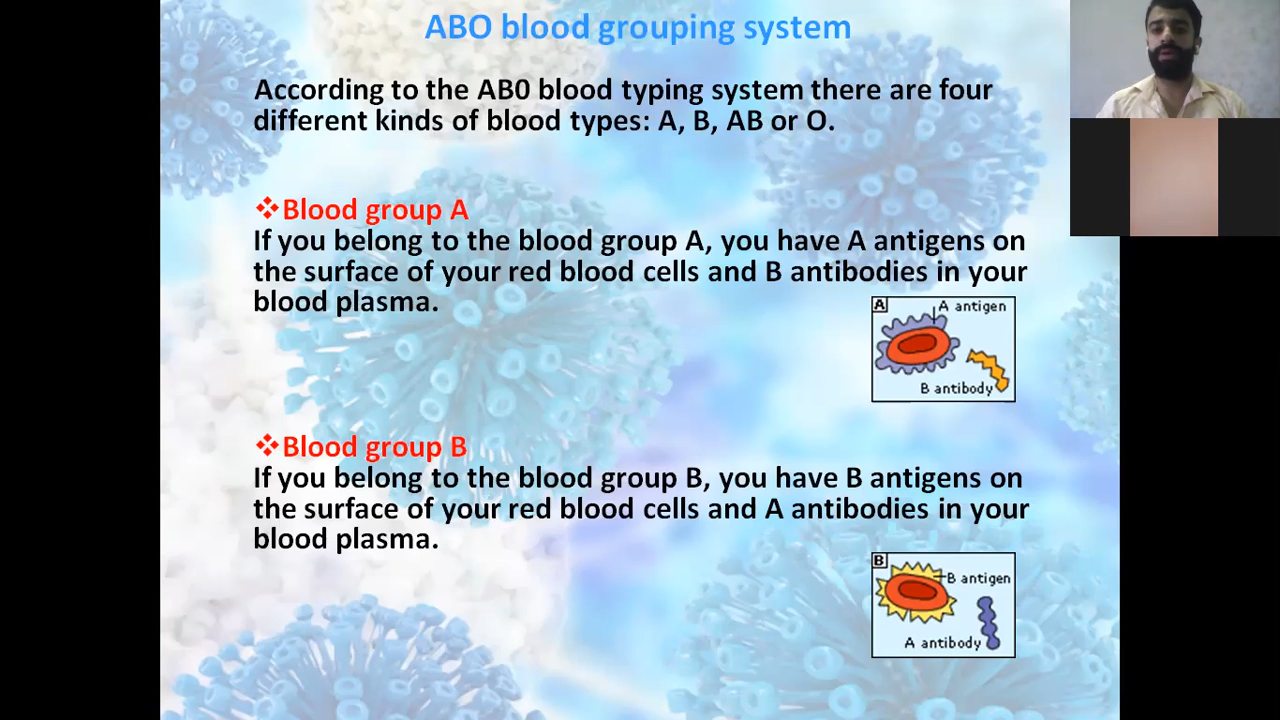 ABO blood grouping system
According to the AB0 blood typing system there are four
different kinds of blood types: A, B, AB or O.
❖Blood group A
If you belong to the blood group A, you have A antigens on
the surface of your red blood cells and B antibodies in your
blood plasma.
A
A antigen
B antibody
❖Blood group B
If you belong to the blood group B, you have B antigens on
the surface of your red blood cells and A antibodies in your
blood plasma.
B
B antigen
A antibody